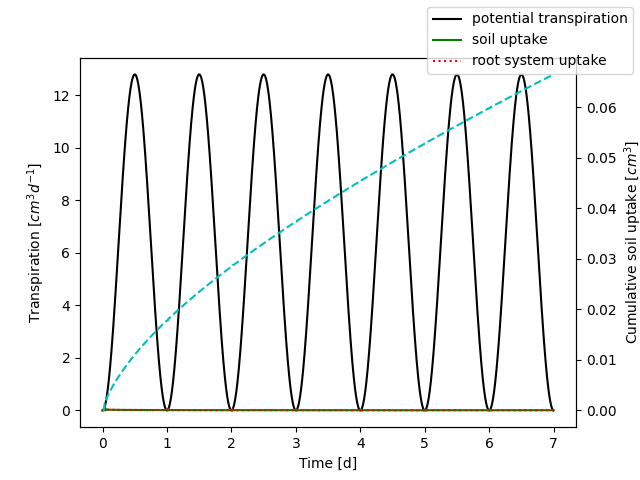 potential transpiration
soil uptake
root system uptake
Transpiration [cm³d⁻¹]
12
10
8
6
4
2
0
0.06
0.05
0.04
0.03
0.02
0.01
0.00
Cumulative soil uptake [cm³]
0 1 2 3 4 5 6 7
Time [d]